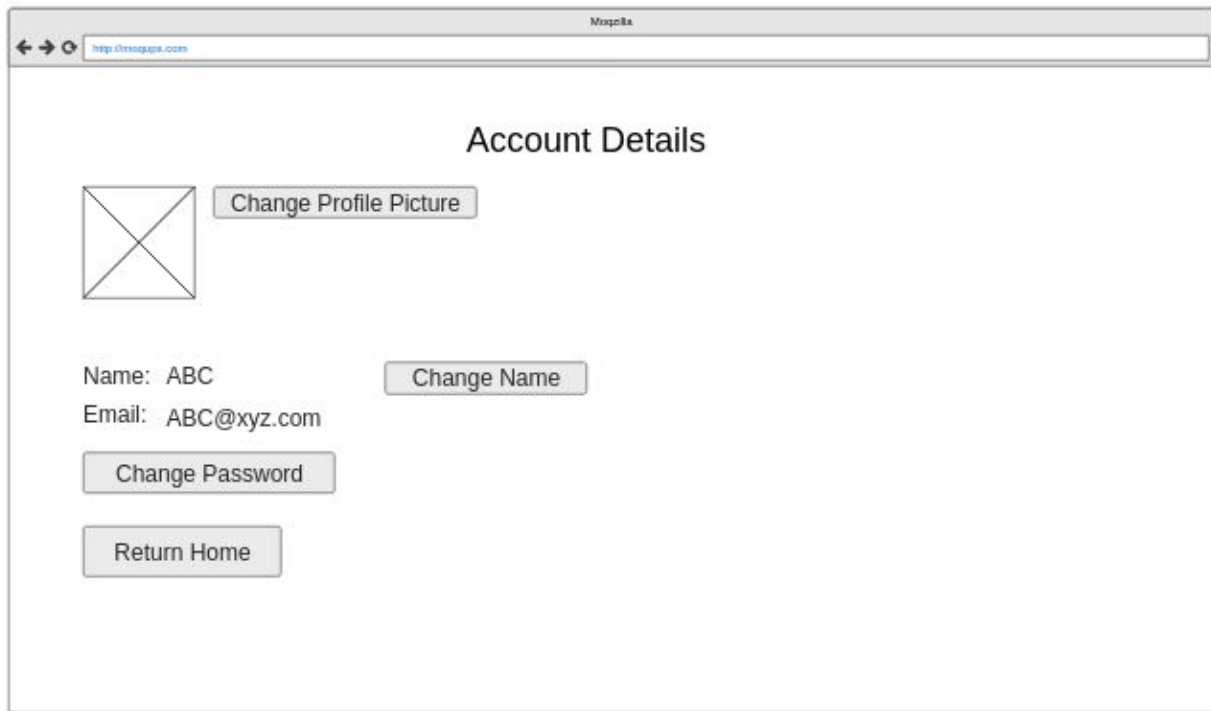 Moqzilla
http://moqups.com
Account Details
Change Profile Picture
Name: ABC
Change Name
Email: ABC@xyz.com
Change Password
Return Home